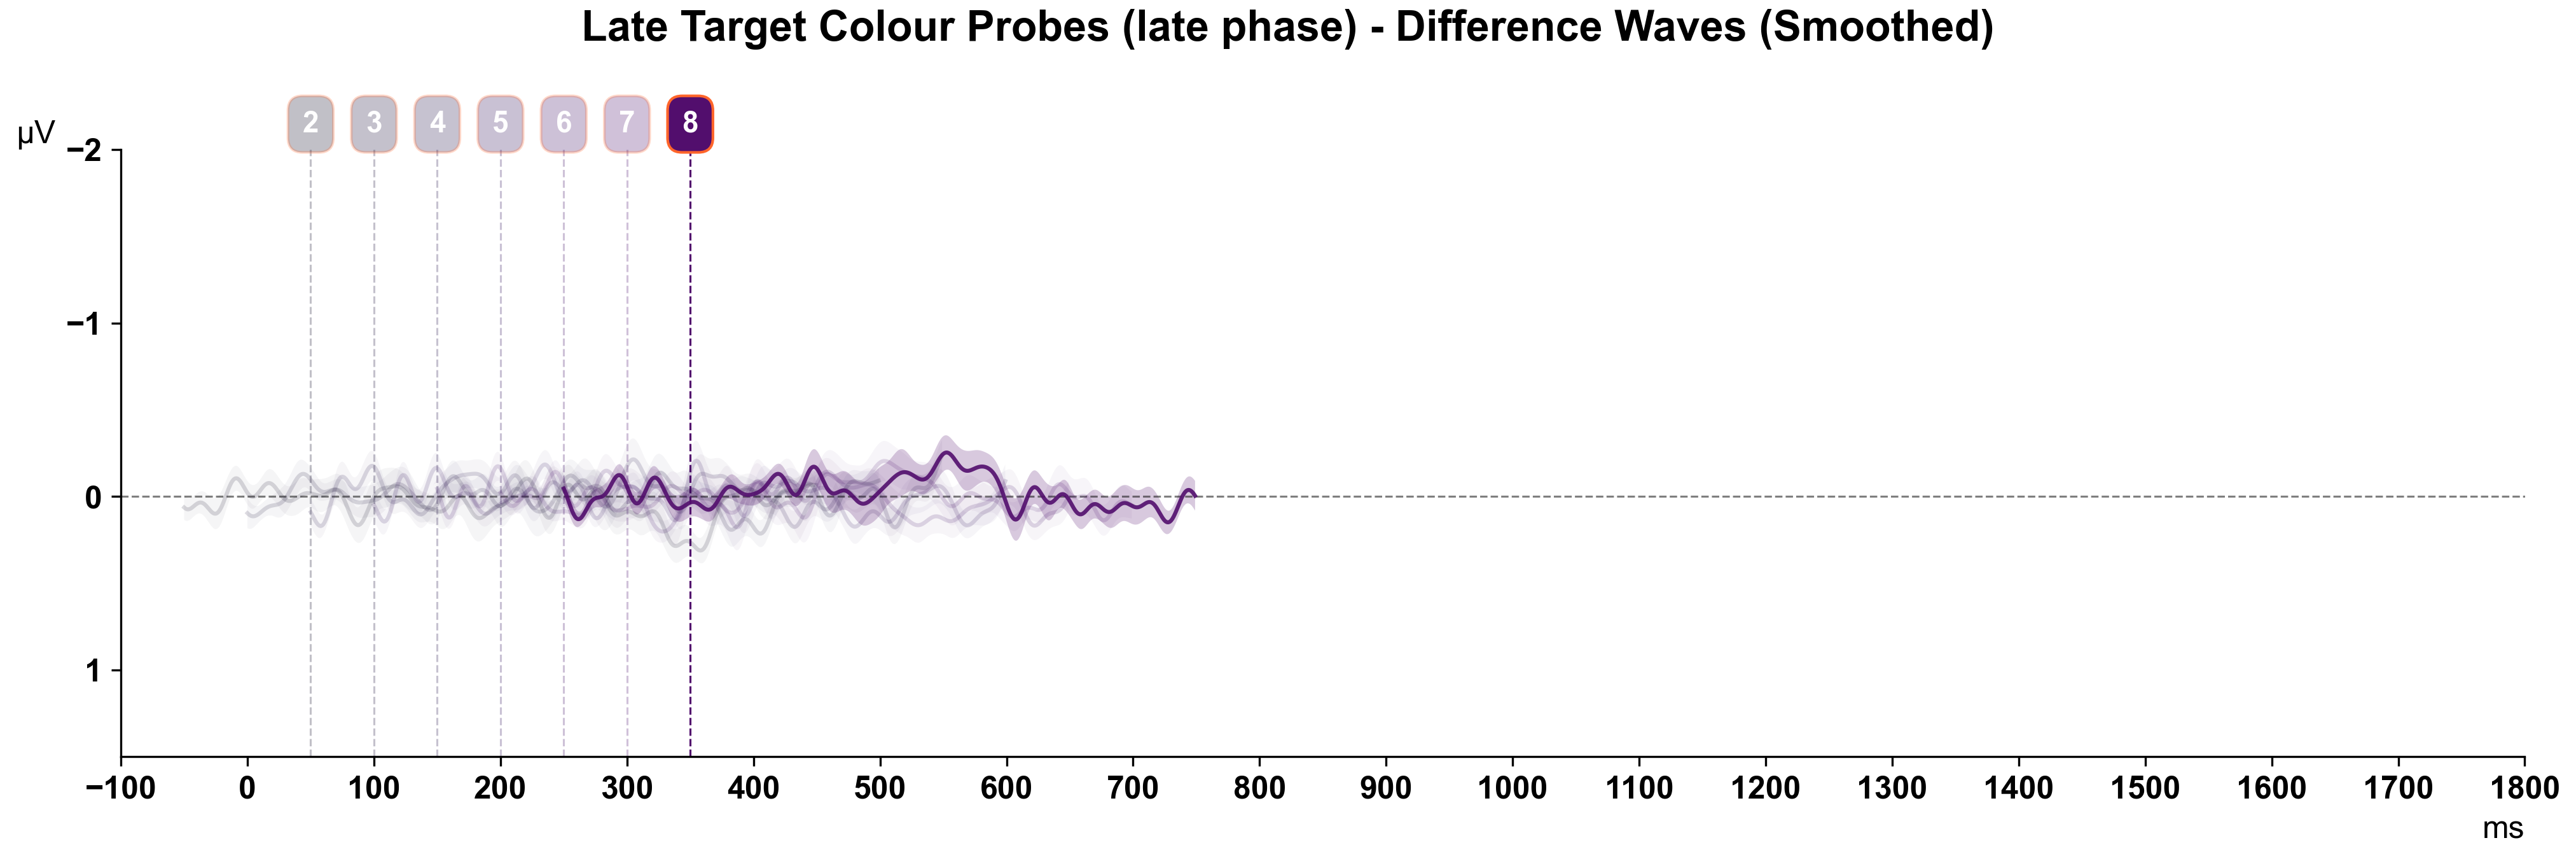 Late Target Colour Probes (late phase) - Difference Waves (Smoothed)
2 3 4 5 6 7 8
µV
−2
−1
0
1
−100 0 100 200 300 400 500 600 700 800 900 1000 1100 1200 1300 1400 1500 1600 1700 1800
ms